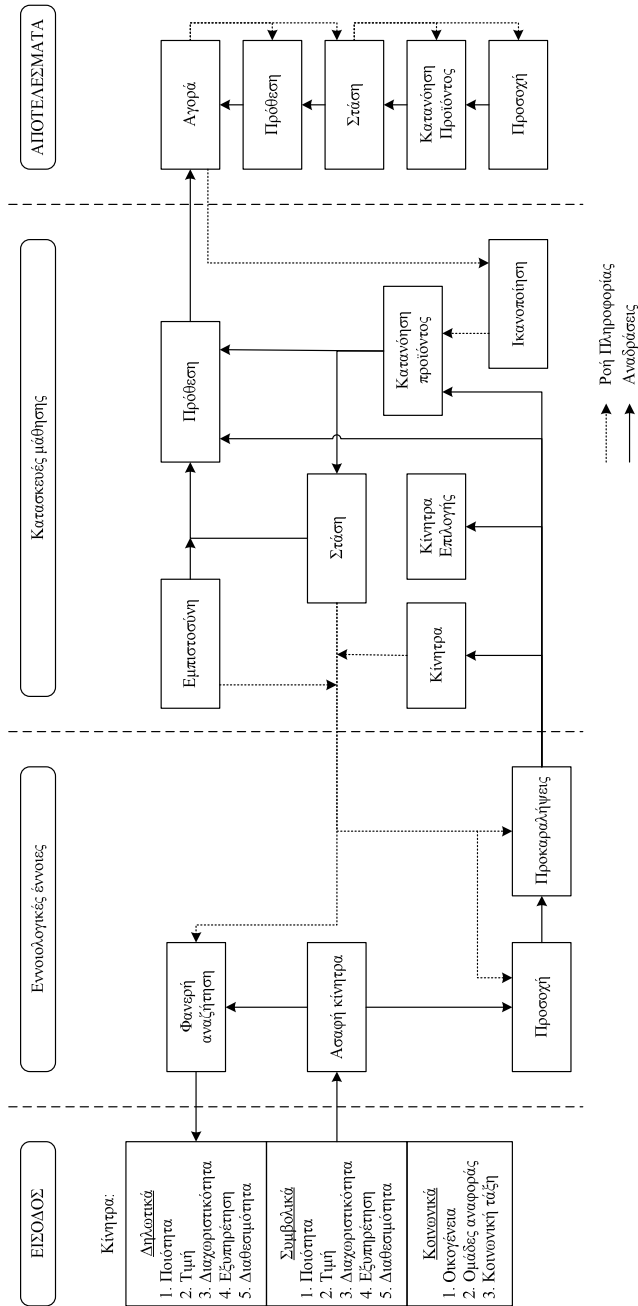 ΕΙΣΟΔΟΣ
Εννοιολογικές έννοιες
Κατασκευές μάθησης
ΑΠΟΤΕΛΕΣΜΑΤΑ
Κίνητρα:
Δηλωτικά
1. Ποιότητα
2. Τιμή
3. Διαχωριστικότητα
4. Εξυπηρέτηση
5. Διαθεσιμότητα
Συμβολικά
1. Ποιότητα
2. Τιμή
3. Διαχωριστικότητα
4. Εξυπηρέτηση
5. Διαθεσιμότητα
Κοινωνικά
1. Οικογένεια
2. Ομάδες αναφοράς
3. Κοινωνική τάξη
Φανερή
αναζήτηση
Ασαφή κίνητρα
Προσοχή
Προκαραλήψεις
Εμπιστοσύνη
Πρόθεση
Στάση
Κίνητρα
Κίνητρα
Επιλογής
Κατανόηση
προϊόντος
Ικανοποίηση
Αγορά
Πρόθεση
Στάση
Κατανόηση
Προϊόντος
Προσοχή
Ροή Πληροφορίας
Αναδράσεις